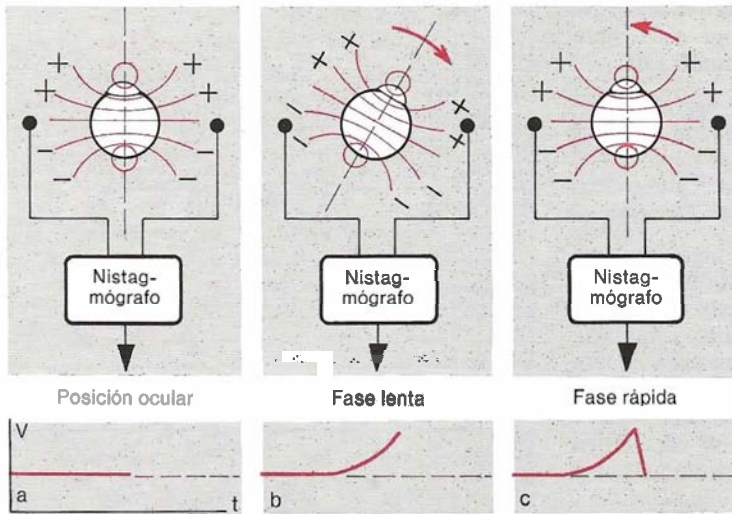 + + + +
- - - -
Nistag-
mógrafo
Posición ocular
+ + + +
- - - -
Nistag-
mógrafo
Fase lenta
+ + + +
- - - -
Nistag-
mógrafo
Fase rápida
V
a
t
b
c